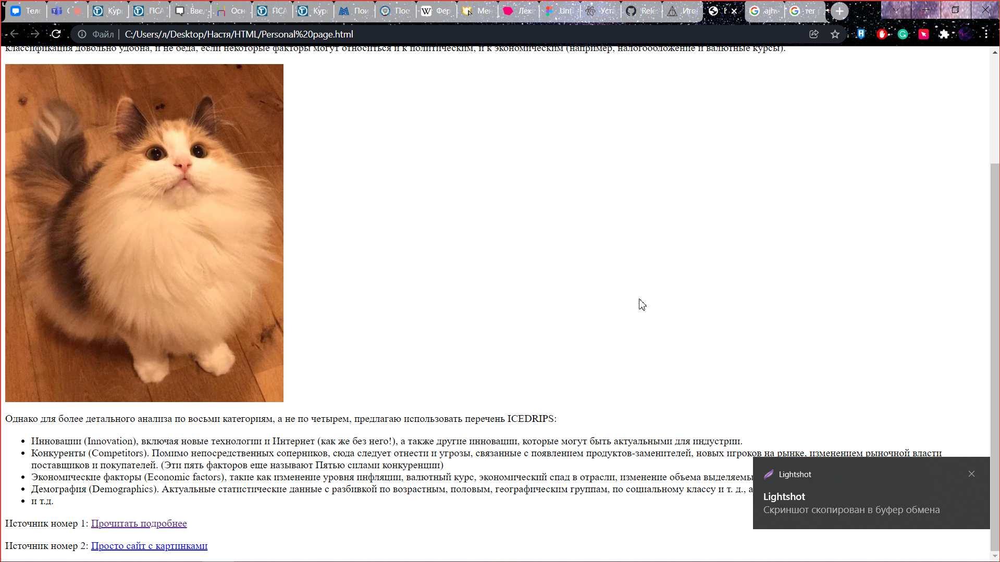 Теле
С
Курс
ПСА
Вве
Осн
ПСА
Курс
Пои
Пос
Фер
Мен
Лек
Unti
Уста
Rele
Ито
ajhv
тег
Файл
C:/Users/л/Desktop/Настя/HTML/Personal%20page.html
классификация довольно удобна, и не беда, если некоторые факторы могут относиться и к политическим, и к экономическим (например, налогообложение и валютные курсы).
Однако для более детального анализа по восьми категориям, а не по четырем, предлагаю использовать перечень ICEDRIPS:
• Инновации (Innovation), включая новые технологии и Интернет (как же без него!), а также другие инновации, которые могут быть актуальными для индустрии.
• Конкуренты (Competitors). Помимо непосредственных соперников, сюда следует отнести и угрозы, связанные с появлением продуктов-заменителей, новых игроков на рынке, изменением рыночной власти
поставщиков и покупателей. (Эти пять факторов еще называют Пятью силами конкуренции)
• Экономические факторы (Economic factors), такие как изменение уровня инфляции, валютный курс, экономический спад в отрасли, изменение объема выделяемы
• Демография (Demographics). Актуальные статистические данные с разбивкой по возрастным, половым, географическим группам, по социальному классу и т. д., а
• и т.д.
Источник номер 1: Прочитать подробнее
Источник номер 2: Просто сайт с картинками
Lightshot
Lightshot
Скриншот скопирован в буфер обмена